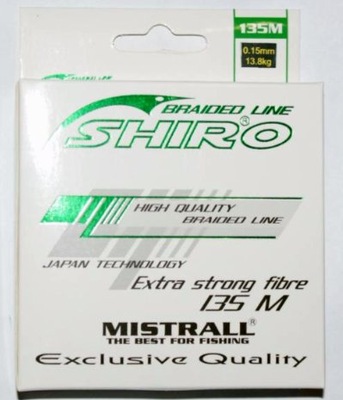 135M
0.15mm
13.8kg
BRAIDED LINE
SHIRO®
HIGH QUALITY
BRAIDED LINE
JAPAN TECHNOLOGY
Extra strong fibre
135 M
MISTRALL®
THE BEST FOR FISHING
Exclusive Quality